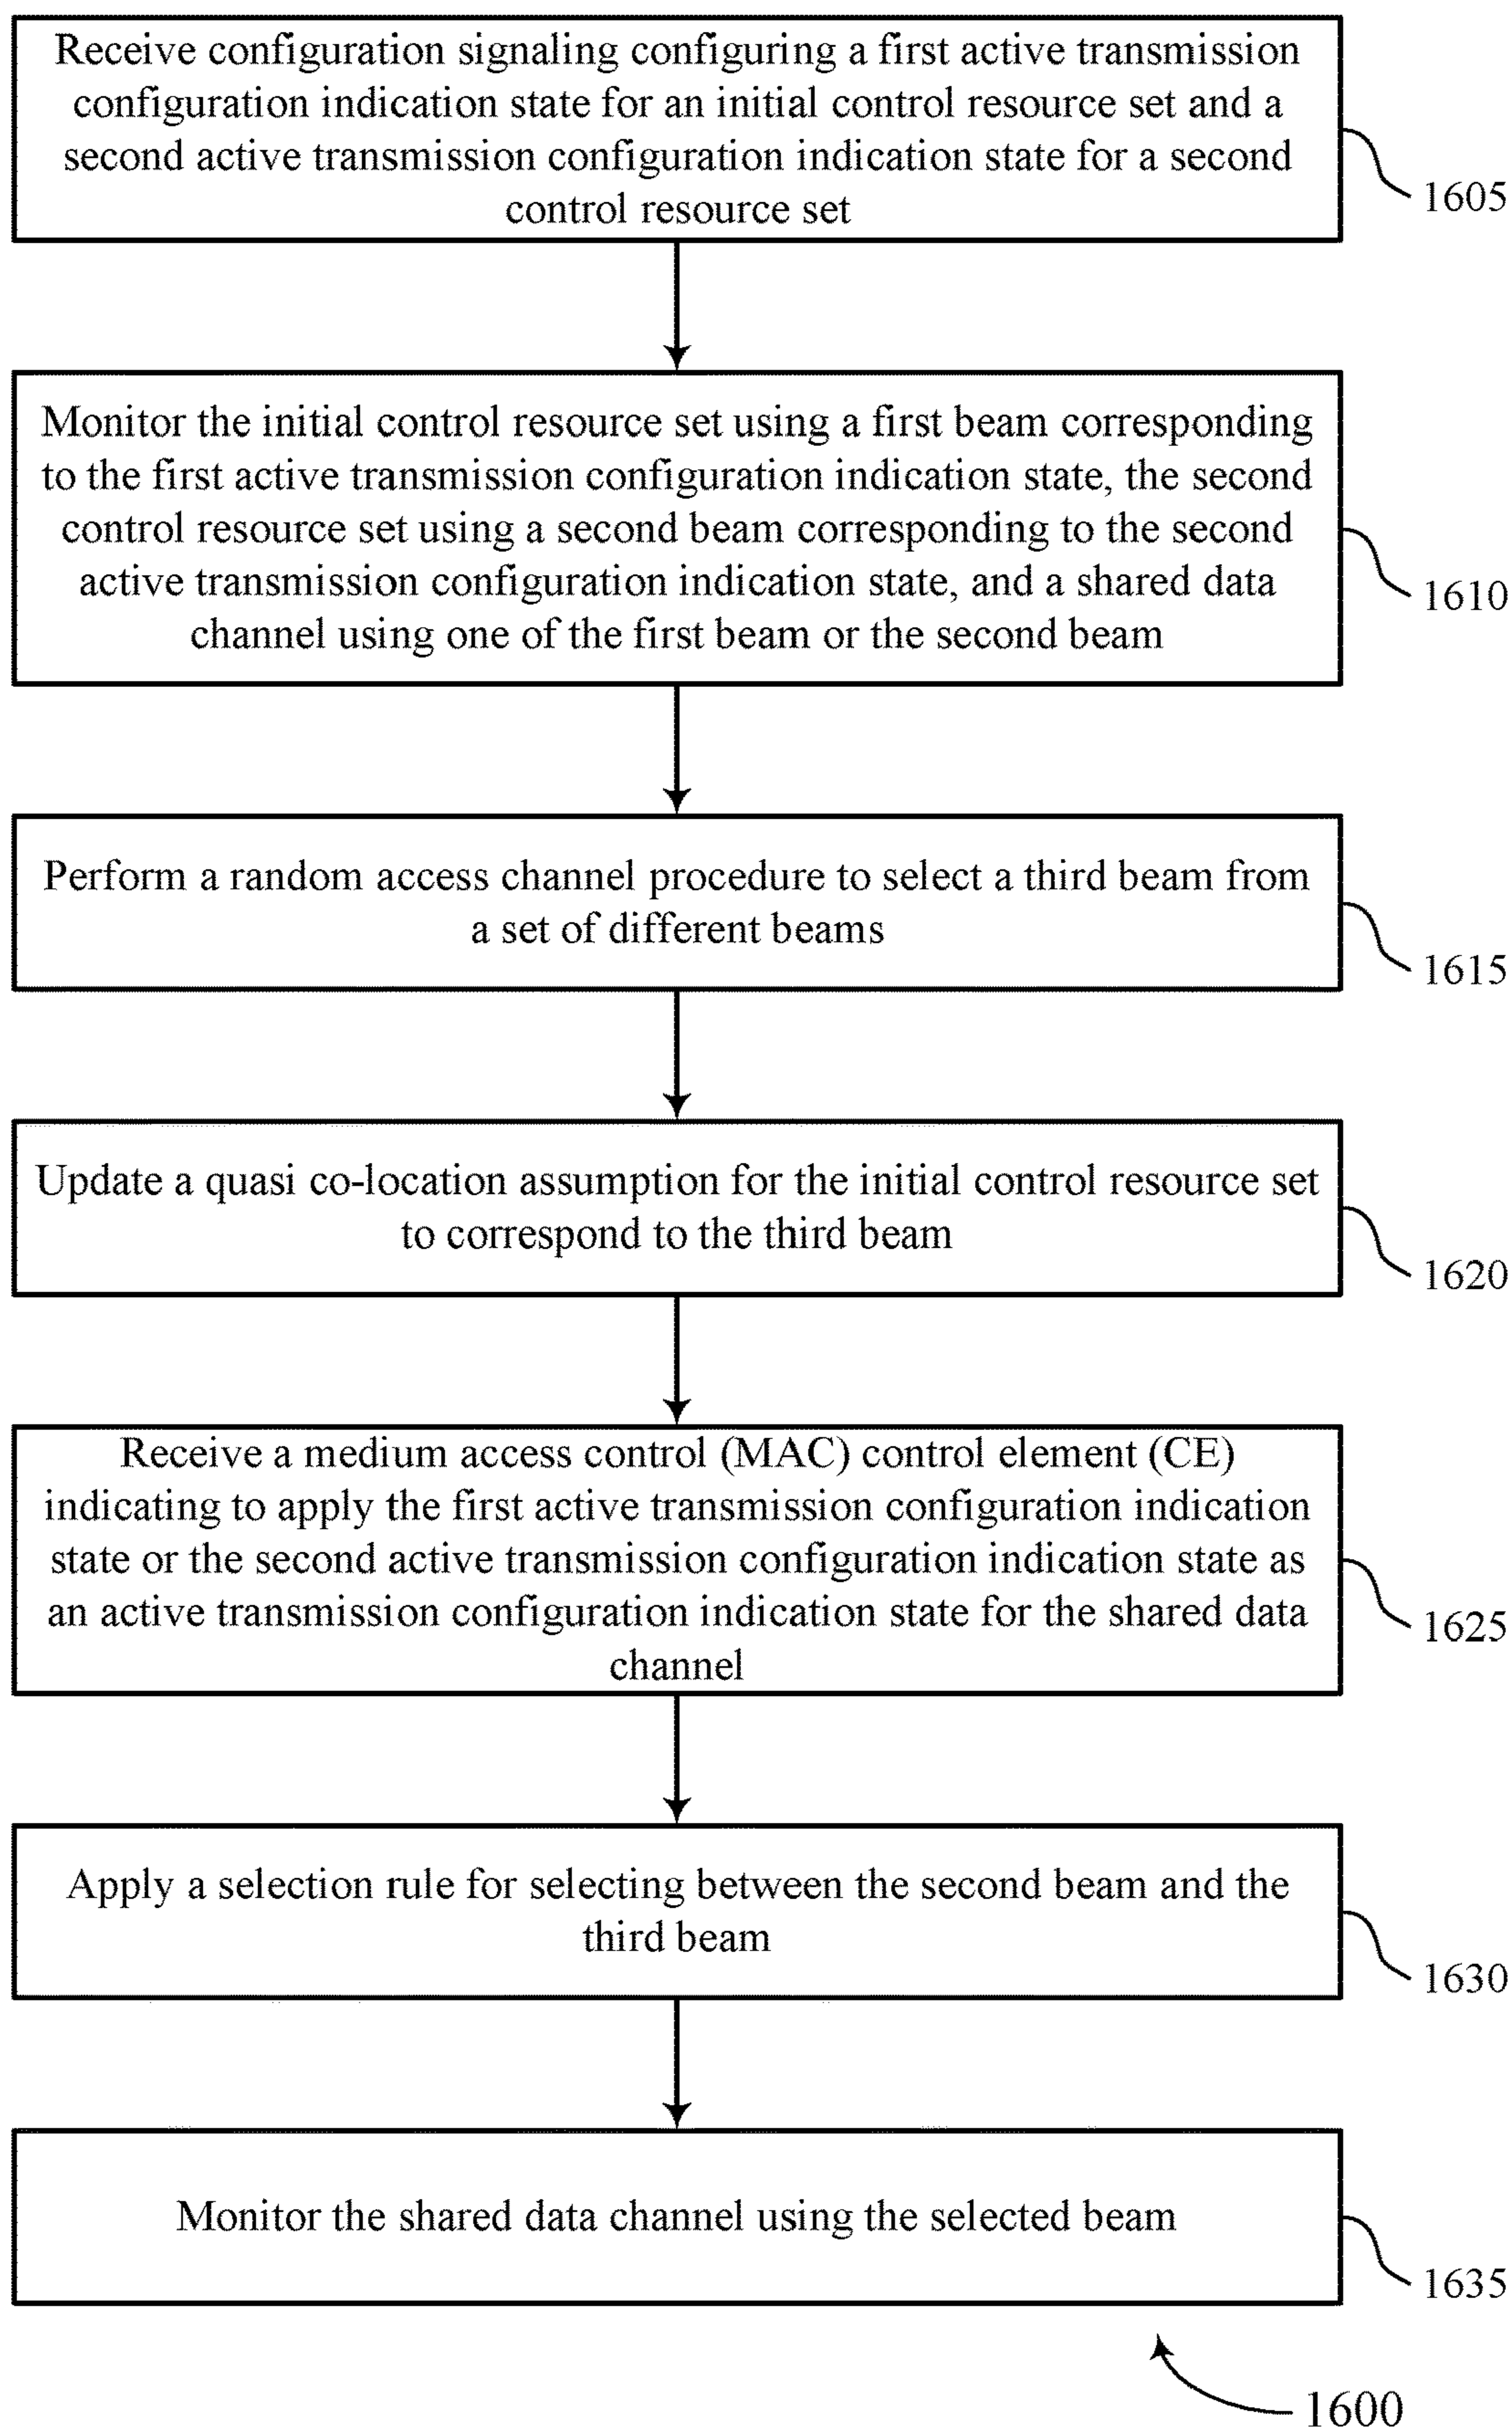 Receive configuration signaling configuring a first active transmission
configuration indication state for an initial control resource set and a
second active transmission configuration indication state for a second
control resource set
1605
Monitor the initial control resource set using a first beam corresponding
to the first active transmission configuration indication state, the second
control resource set using a second beam corresponding to the second
active transmission configuration indication state, and a shared data
channel using one of the first beam or the second beam
1610
Perform a random access channel procedure to select a third beam from
a set of different beams
1615
Update a quasi co-location assumption for the initial control resource set
to correspond to the third beam
1620
Receive a medium access control (MAC) control element (CE)
indicating to apply the first active transmission configuration indication
state or the second active transmission configuration indication state as
an active transmission configuration indication state for the shared data
channel
1625
Apply a selection rule for selecting between the second beam and the
third beam
1630
Monitor the shared data channel using the selected beam
1635
1600